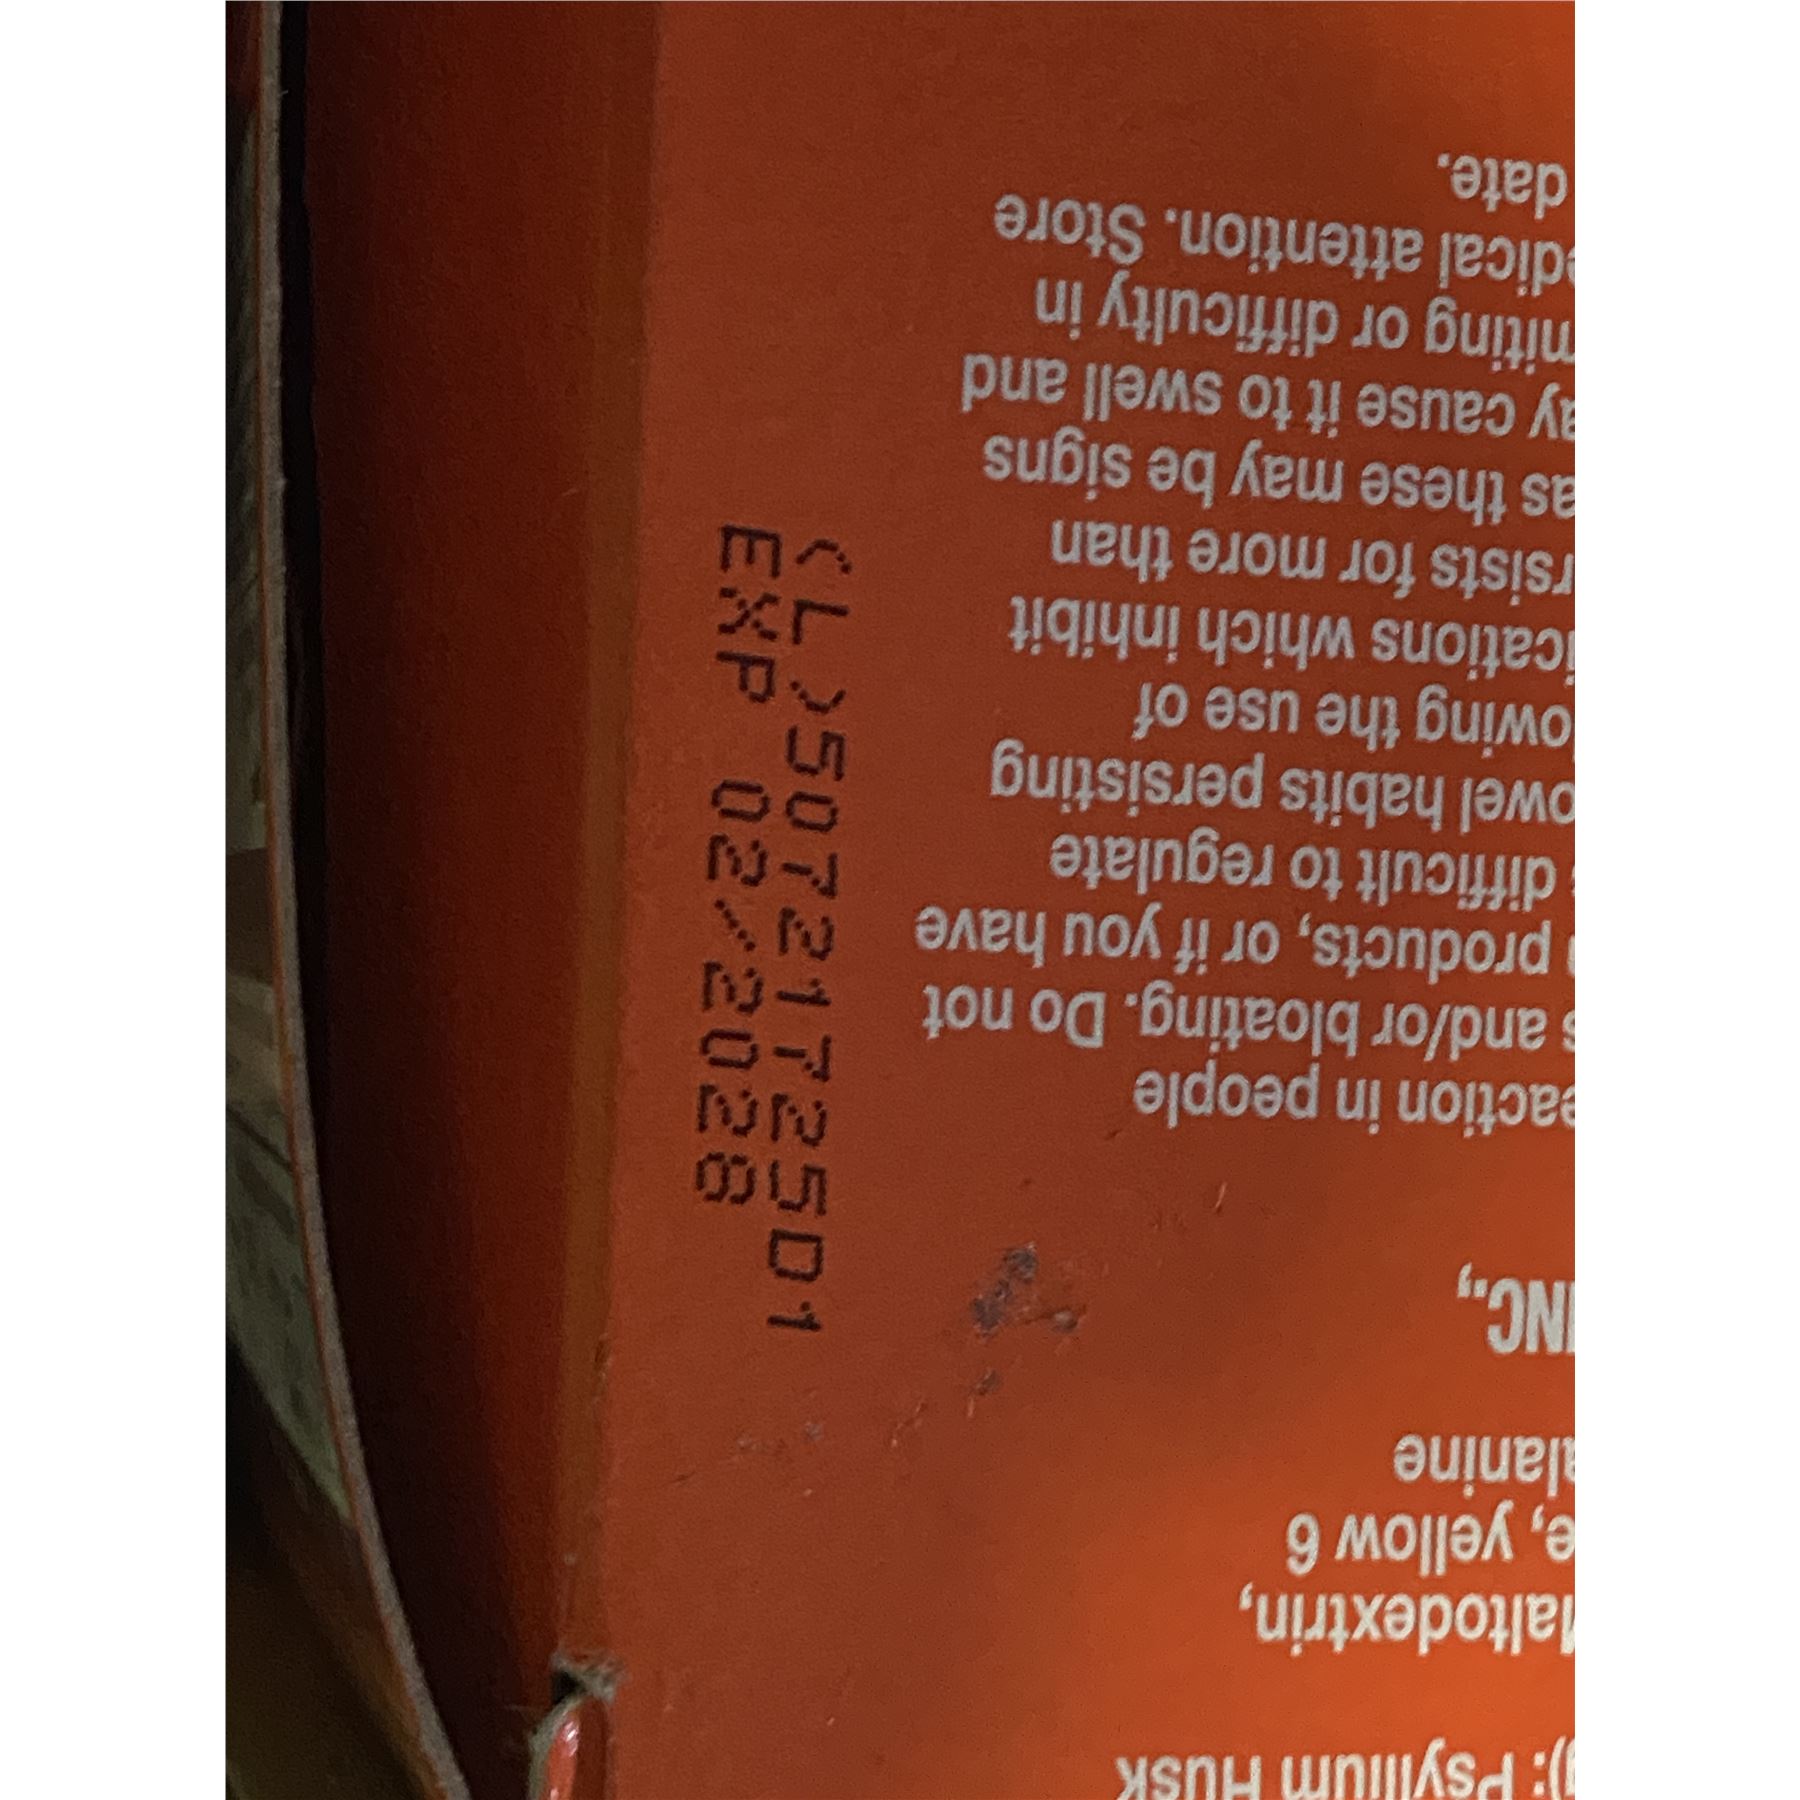 (L)50721725D1
EXP 02/2028
g): Psyllium Husk
Maltodextrin,
e, yellow 6
alanine
INC.,
eaction in people
s and/or bloating. Do not
products, or if you have
s difficult to regulate
owel habits persisting
lowing the use of
ications which inhibit
rsists for more than
as these may be signs
ay cause it to swell and
miting or difficulty in
edical attention. Store
date.